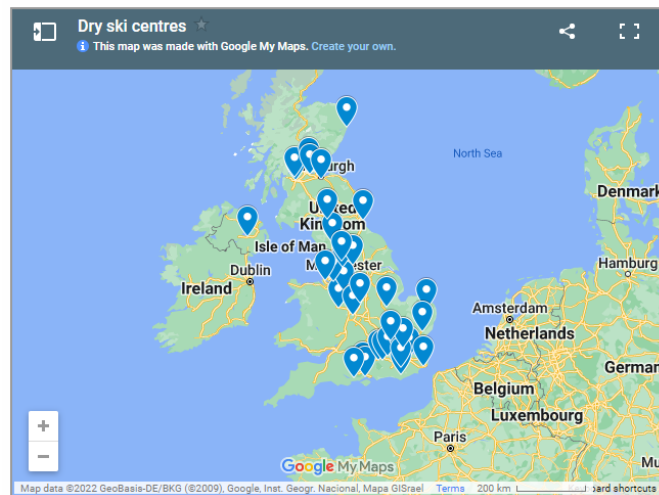 Dry ski centres
This map was made with Google My Maps. Create your own.
North Sea
Denmark
United
Kingdom
Isle of Man
Dublin
Ireland
Hamburg
Amsterdam
Netherlands
Belgium
Luxembourg
Paris
Google My Maps
Map data ©2022 GeoBasis-DE/BKG (©2009), Google, Inst. Geogr. Nacional, Mapa GISrael Terms 200 km